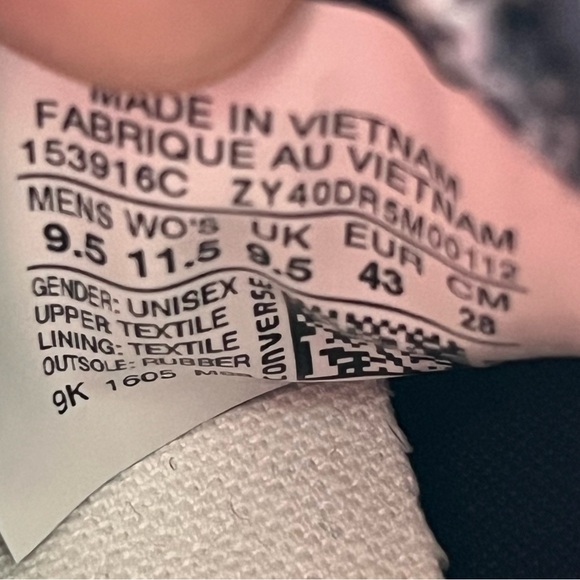 MADE IN VIETNAM
FABRIQUE AU VIETNAM
153916C ZY40DRSM00112
MENS WO'S UK EUR CM
9.5 11.5 9.5 43 28
GENDER: UNISEX
UPPER TEXTILE
LINING: TEXTILE
OUTSOLE: RUBBER
9K 1605
CONVERSE